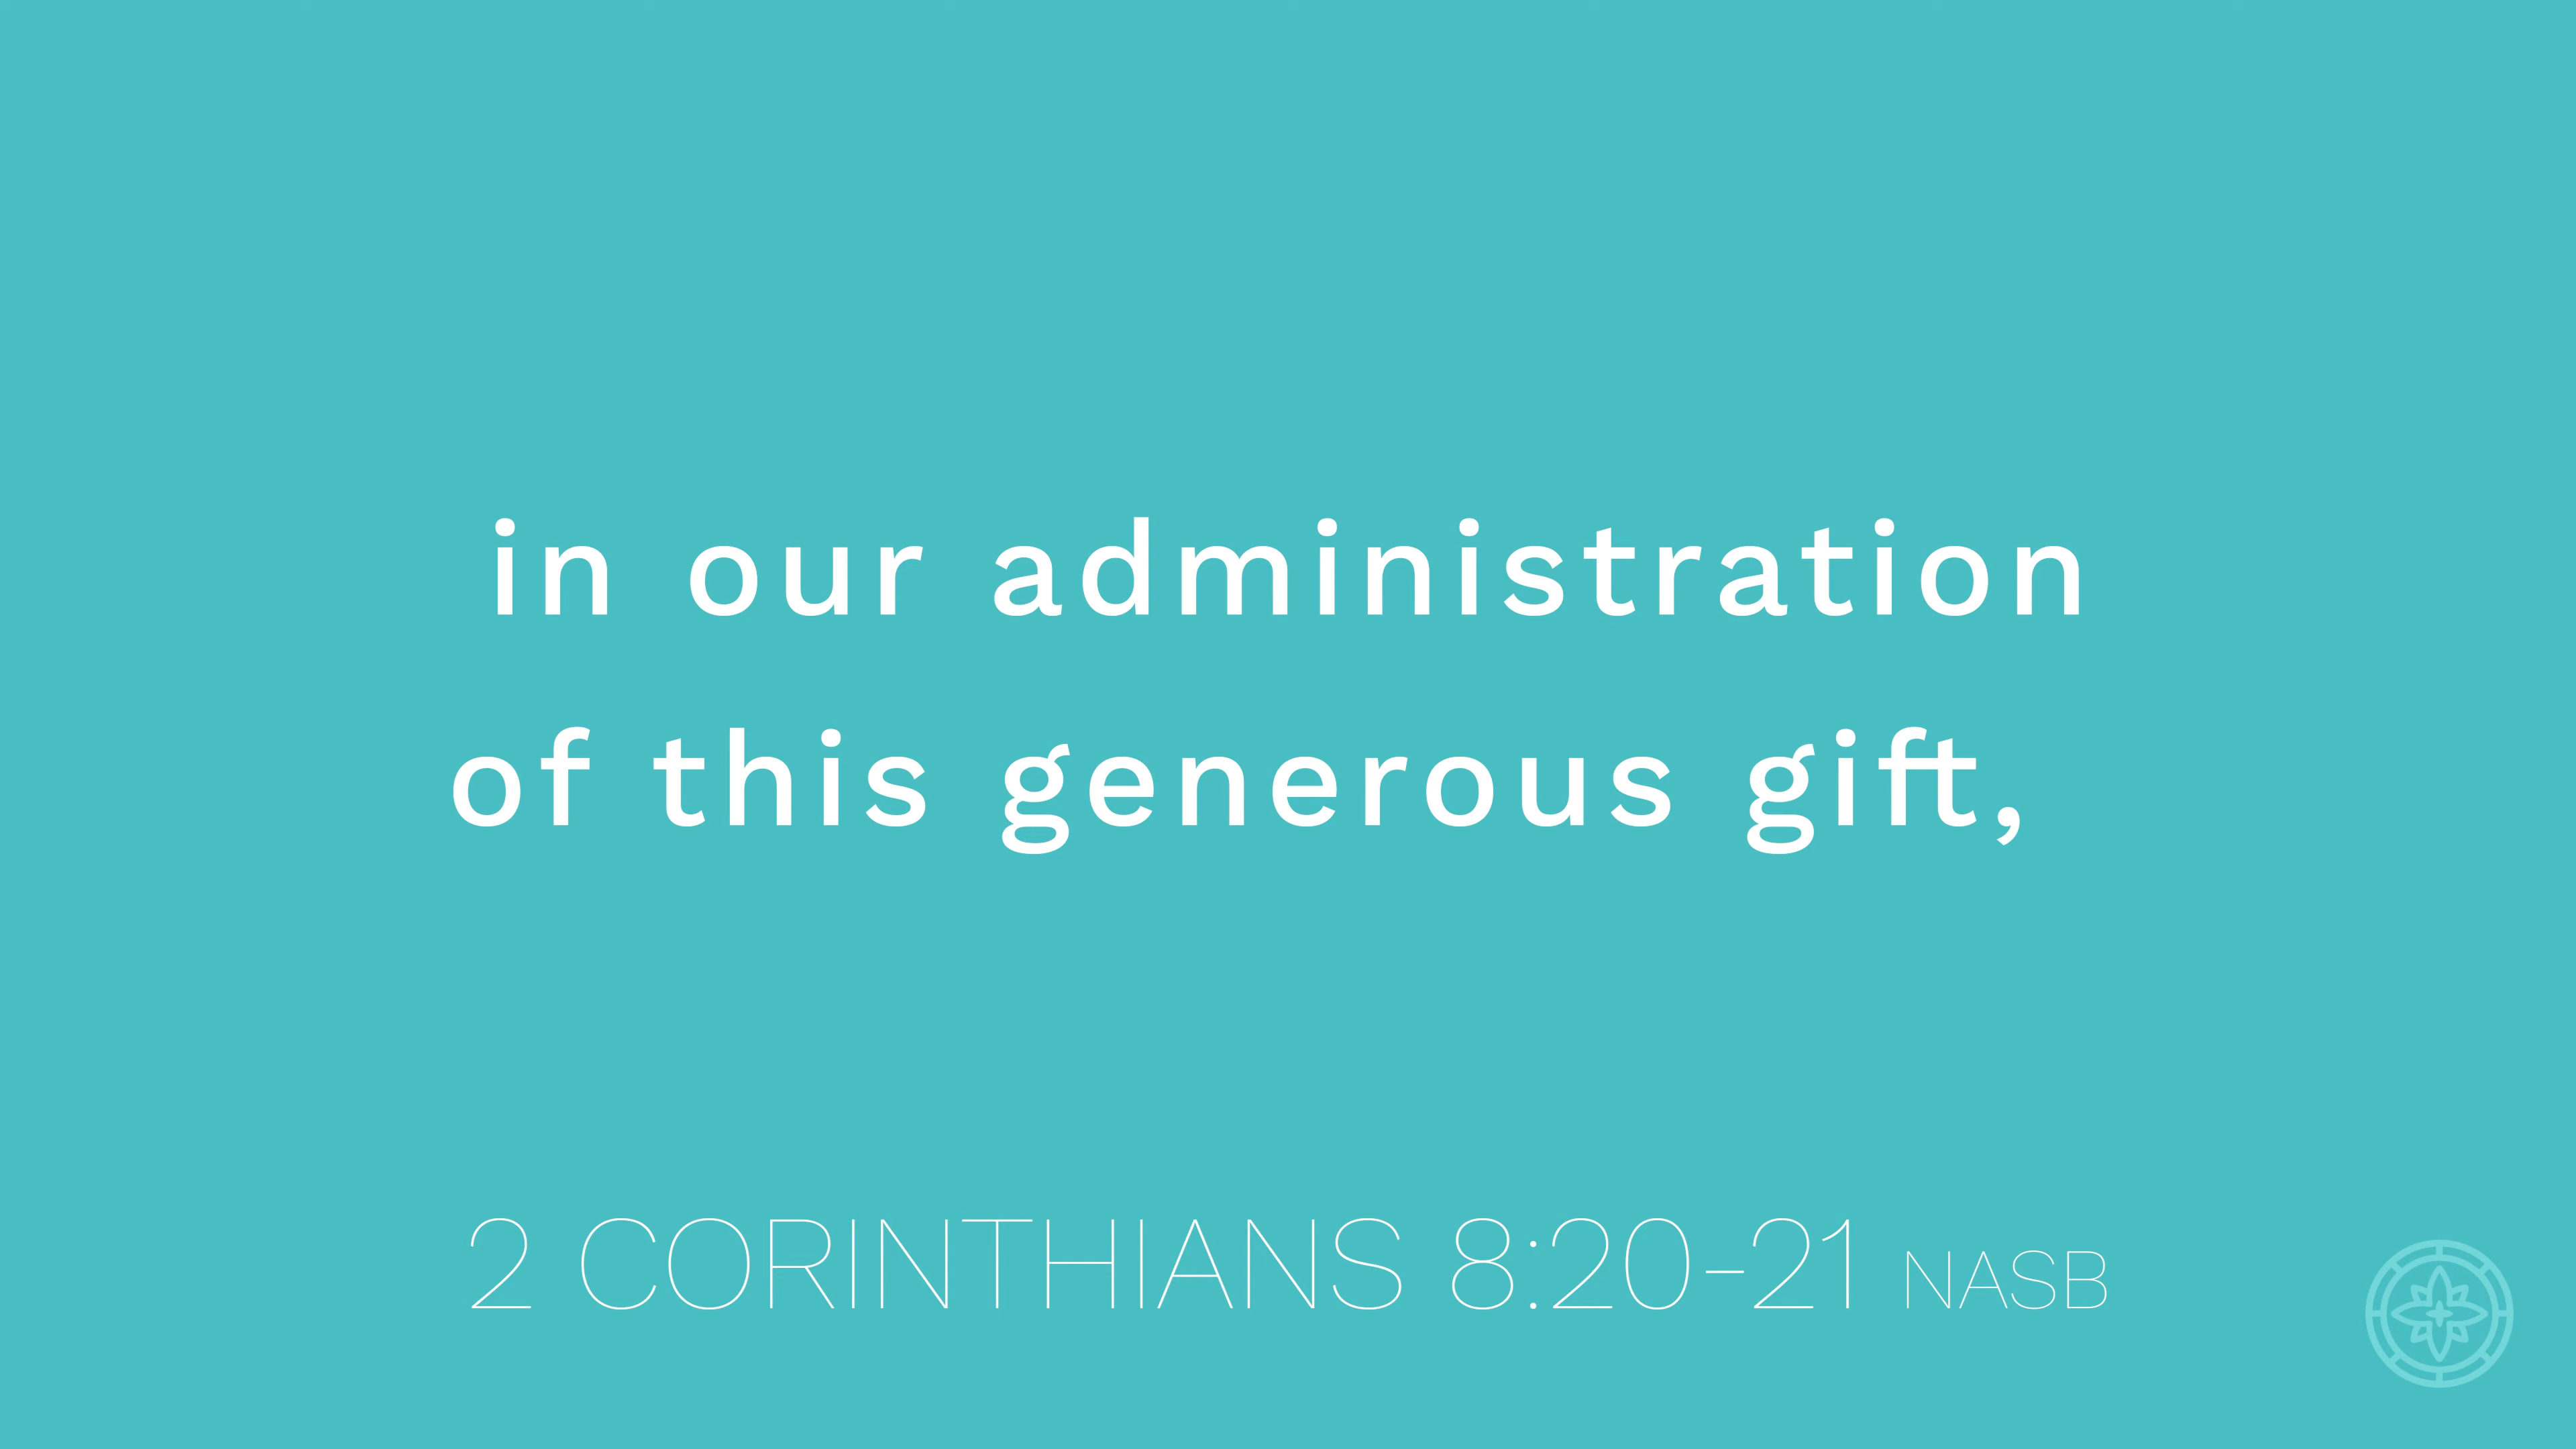 in our administration
of this generous gift,
2 CORINTHIANS 8:20-21 NASB